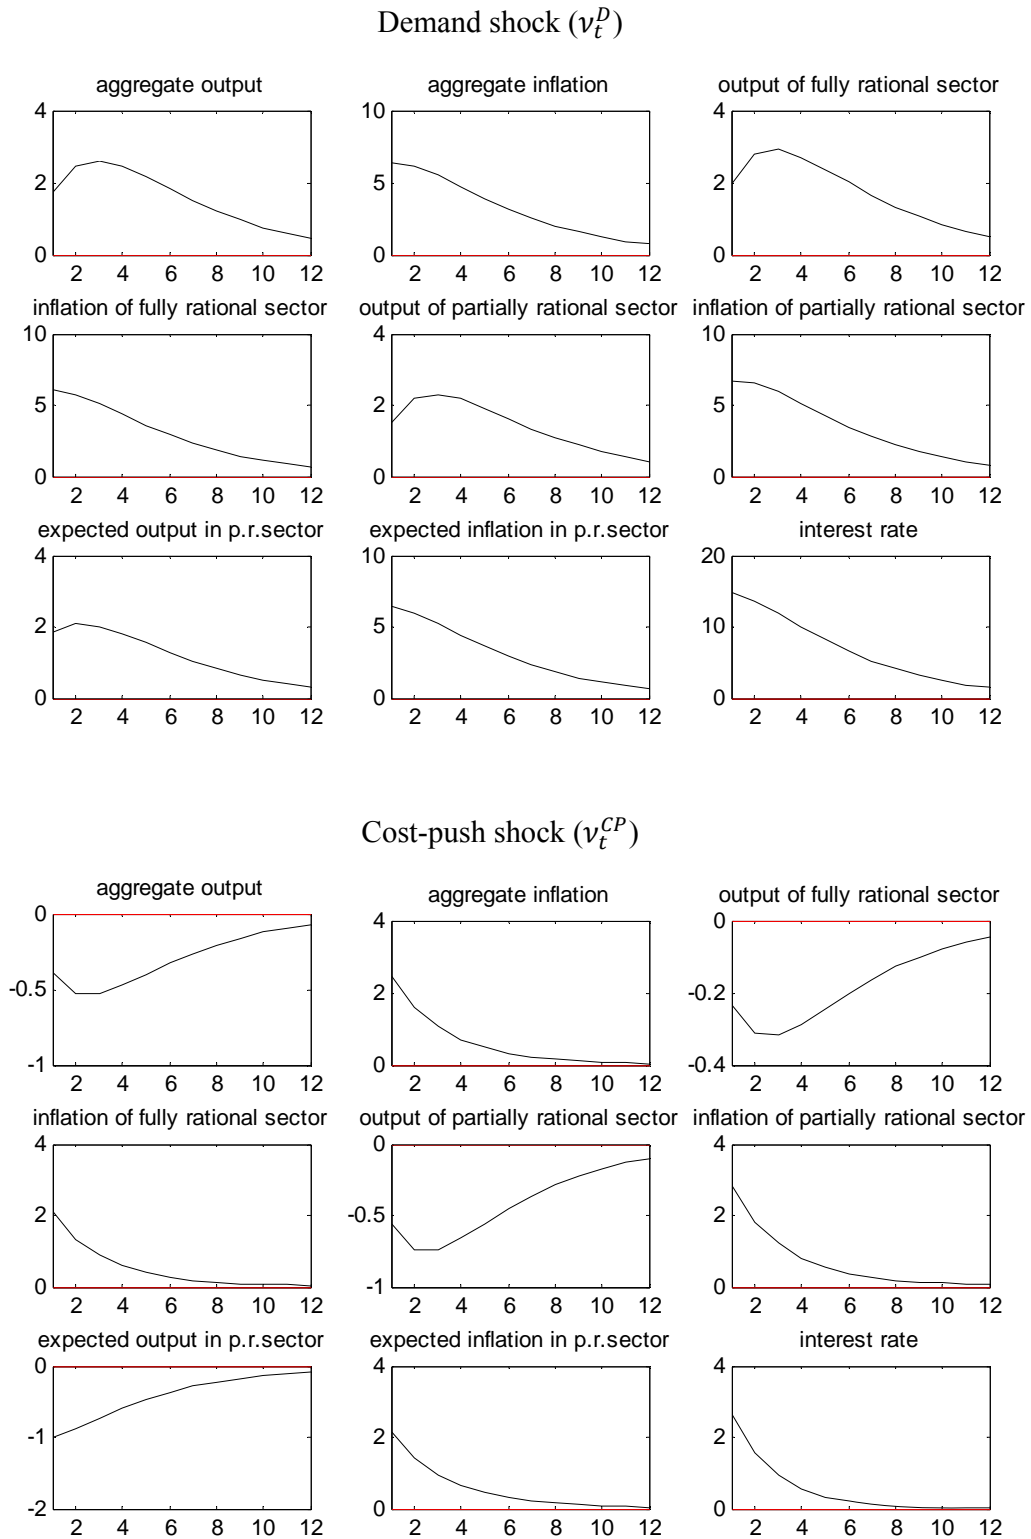 Demand shock (ν_t^D)
aggregate output
aggregate inflation
output of fully rational sector
4
2
0
2 4 6 8 10 12
10
5
0
2 4 6 8 10 12
4
2
0
2 4 6 8 10 12
inflation of fully rational sector
output of partially rational sector
inflation of partially rational sector
10
5
0
2 4 6 8 10 12
4
2
0
2 4 6 8 10 12
10
5
0
2 4 6 8 10 12
expected output in p.r.sector
expected inflation in p.r.sector
interest rate
4
2
0
2 4 6 8 10 12
10
5
0
2 4 6 8 10 12
20
10
0
2 4 6 8 10 12
Cost-push shock (ν_t^{CP})
aggregate output
aggregate inflation
output of fully rational sector
0
-0.5
-1
2 4 6 8 10 12
4
2
0
2 4 6 8 10 12
0
-0.2
-0.4
2 4 6 8 10 12
inflation of fully rational sector
output of partially rational sector
inflation of partially rational sector
4
2
0
2 4 6 8 10 12
0
-0.5
-1
2 4 6 8 10 12
4
2
0
2 4 6 8 10 12
expected output in p.r.sector
expected inflation in p.r.sector
interest rate
0
-1
-2
2 4 6 8 10 12
4
2
0
2 4 6 8 10 12
4
2
0
2 4 6 8 10 12